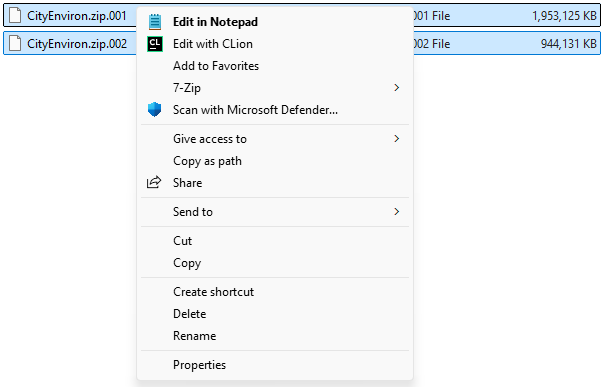 CityEnviron.zip.001 001 File 1,953,125 KB
CityEnviron.zip.002 002 File 944,131 KB
Edit in Notepad
CL Edit with CLion
Add to Favorites
7-Zip
Scan with Microsoft Defender...
Give access to
Copy as path
Share
Send to
Cut
Copy
Create shortcut
Delete
Rename
Properties